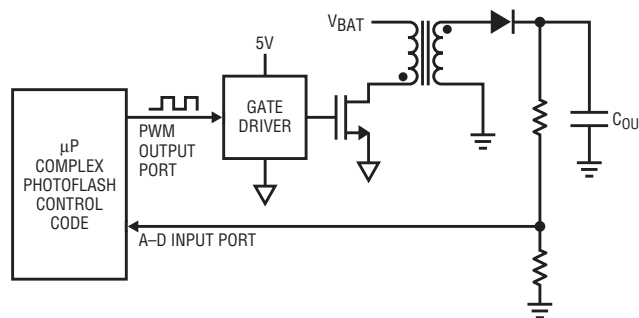 V_BAT
5V
µP
COMPLEX
PHOTOFLASH
CONTROL
CODE
PWM
OUTPUT
PORT
GATE
DRIVER
C_OU
A–D INPUT PORT